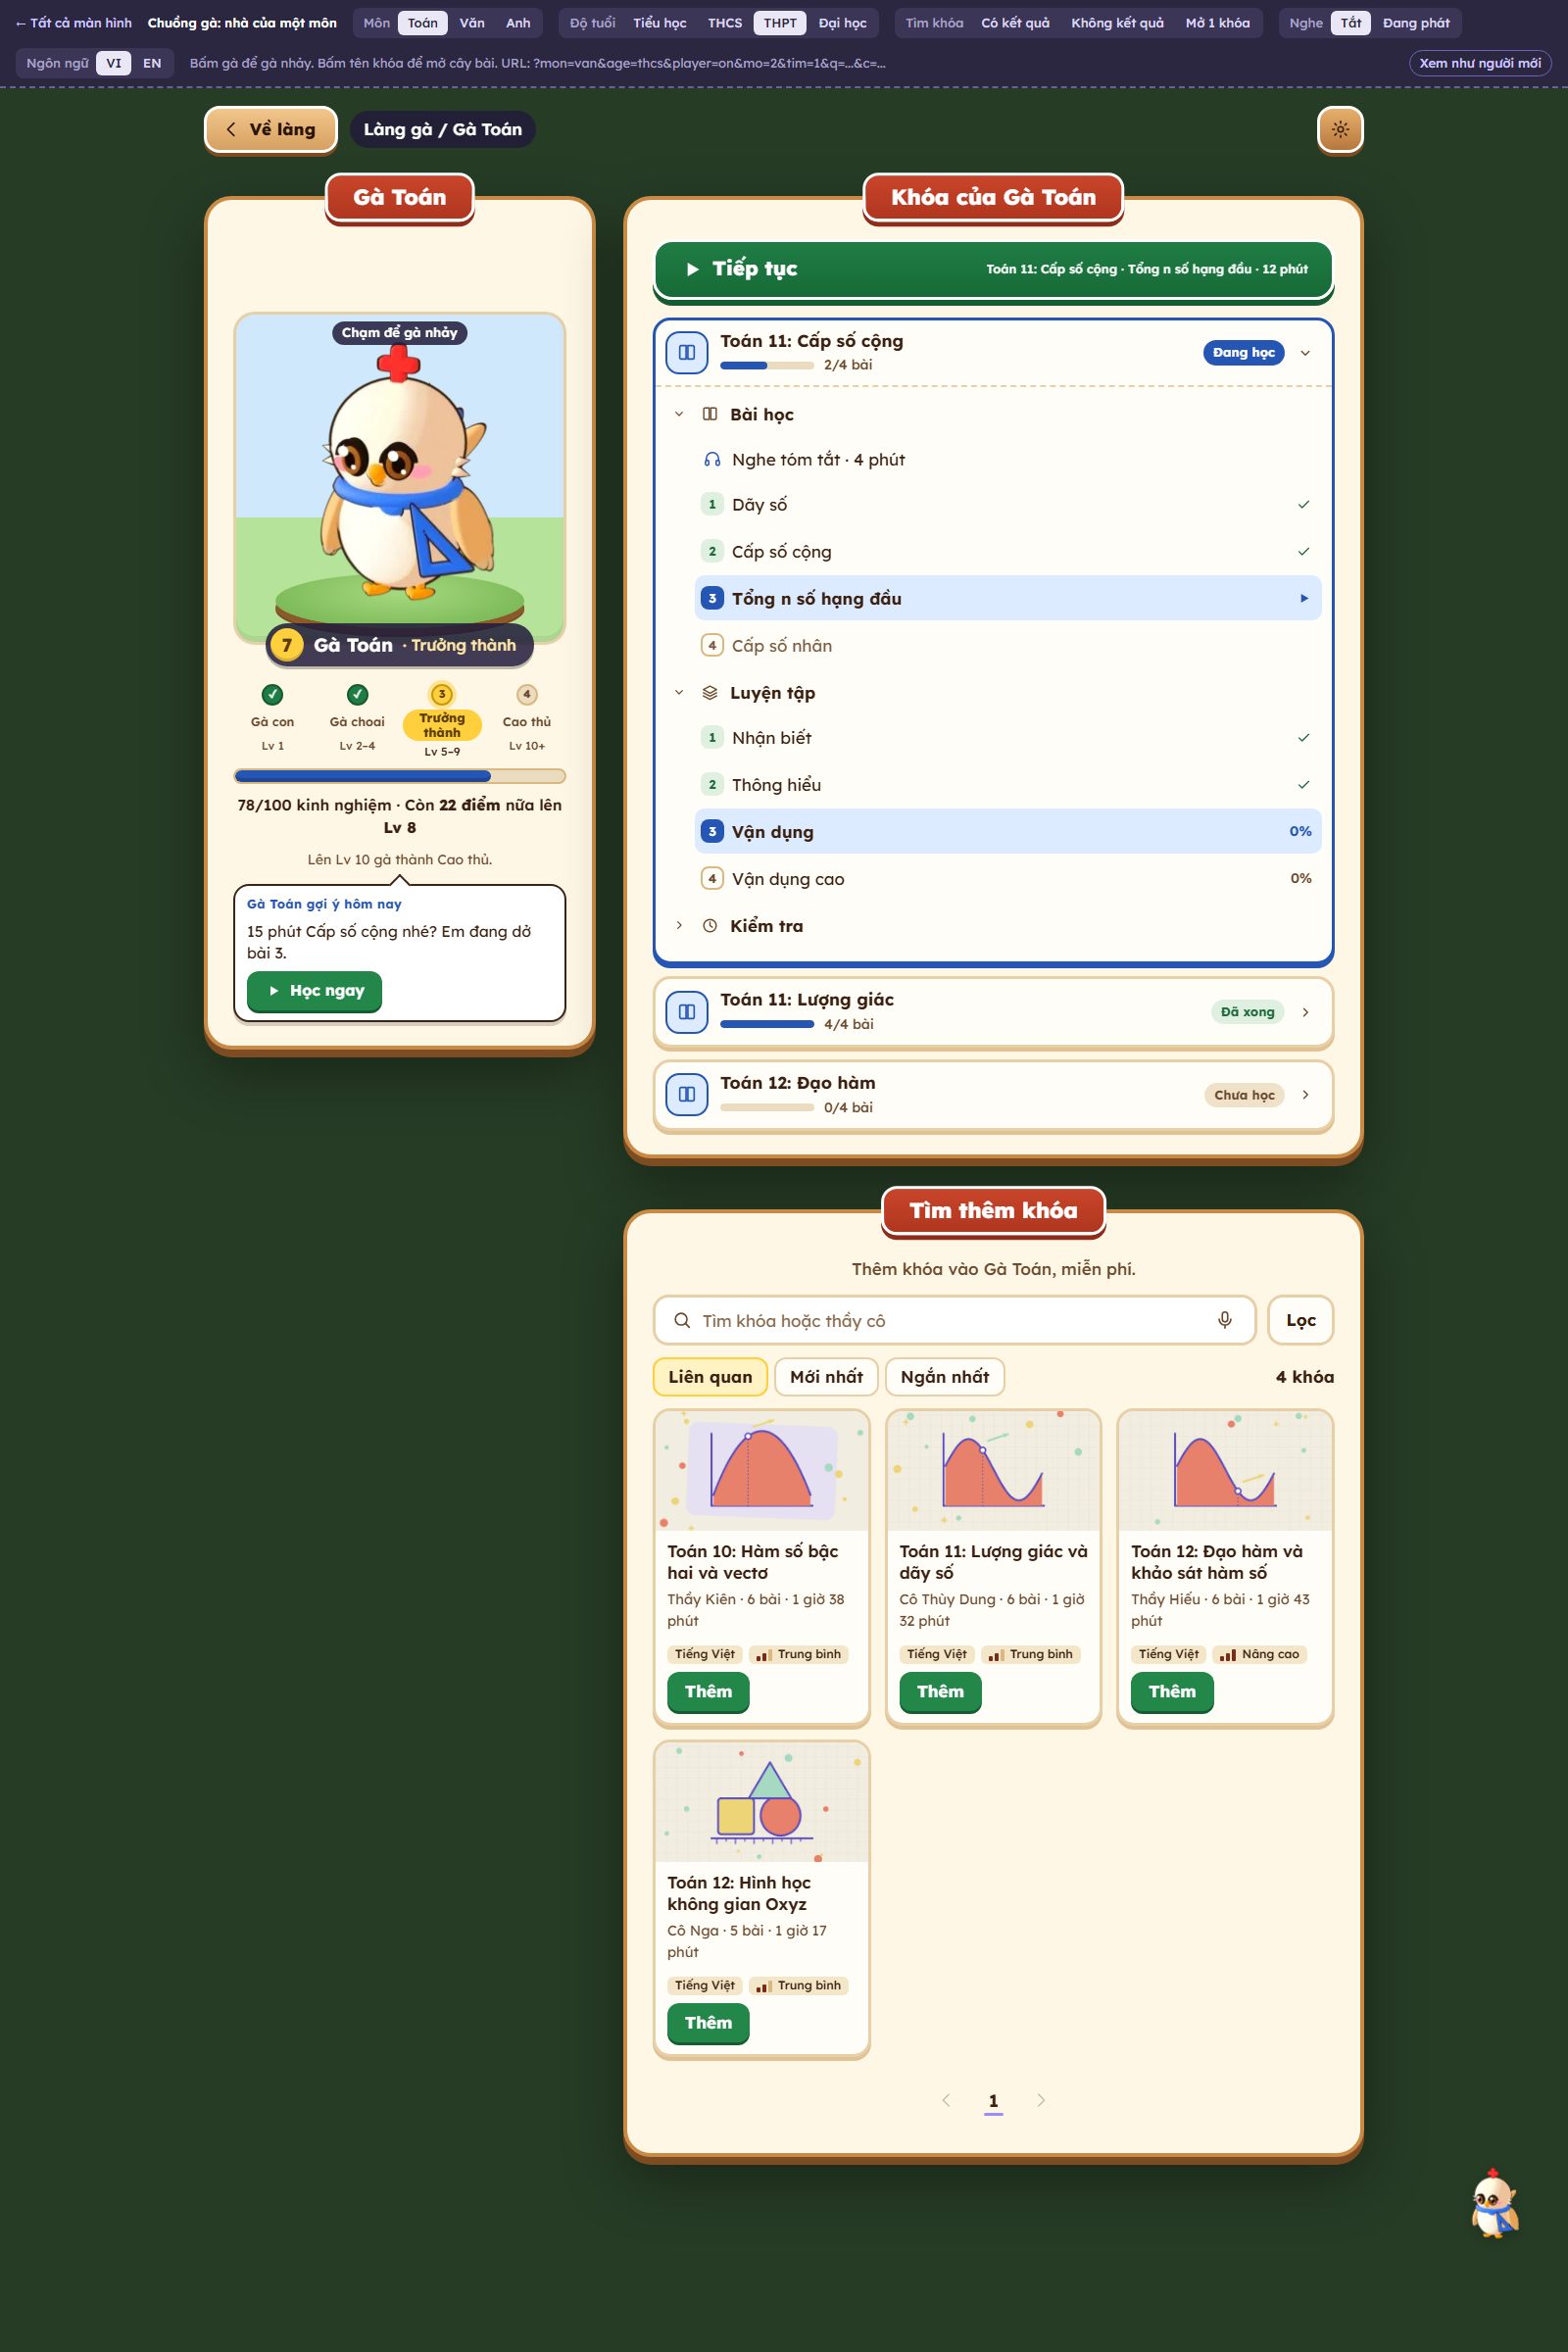 ← Tất cả màn hình
Chuồng gà: nhà của một môn
Môn Toán Văn Anh
Độ tuổi Tiểu học THCS THPT Đại học
Tìm khóa Có kết quả Không kết quả Mở 1 khóa
Nghe Tắt Đang phát
Ngôn ngữ VI EN
Bấm gà để gà nhảy. Bấm tên khóa để mở cây bài. URL: ?mon=van&age=thcs&player=on&mo=2&tim=1&q=...&c=...
Xem như người mới
Về làng
Làng gà / Gà Toán
Gà Toán
Chạm để gà nhảy
7 Gà Toán · Trưởng thành
3 4
Gà con Gà choai Trưởng thành Cao thủ
Lv 1 Lv 2–4 Lv 5–9 Lv 10+
78/100 kinh nghiệm · Còn 22 điểm nữa lên
Lv 8
Lên Lv 10 gà thành Cao thủ.
Gà Toán gợi ý hôm nay
15 phút Cấp số cộng nhé? Em đang dở
bài 3.
Học ngay
Khóa của Gà Toán
Tiếp tục
Toán 11: Cấp số cộng · Tổng n số hạng đầu · 12 phút
Toán 11: Cấp số cộng
2/4 bài
Đang học
Bài học
Nghe tóm tắt · 4 phút
1 Dãy số
2 Cấp số cộng
3 Tổng n số hạng đầu
4 Cấp số nhân
Luyện tập
1 Nhận biết
2 Thông hiểu
3 Vận dụng 0%
4 Vận dụng cao 0%
Kiểm tra
Toán 11: Lượng giác
4/4 bài
Đã xong
Toán 12: Đạo hàm
0/4 bài
Chưa học
Tìm thêm khóa
Thêm khóa vào Gà Toán, miễn phí.
Tìm khóa hoặc thầy cô
Lọc
Liên quan Mới nhất Ngắn nhất
4 khóa
Toán 10: Hàm số bậc
hai và vectơ
Thầy Kiên · 6 bài · 1 giờ 38
phút
Tiếng Việt Trung bình
Thêm
Toán 11: Lượng giác và
dãy số
Cô Thùy Dung · 6 bài · 1 giờ
32 phút
Tiếng Việt Trung bình
Thêm
Toán 12: Đạo hàm và
khảo sát hàm số
Thầy Hiếu · 6 bài · 1 giờ 43
phút
Tiếng Việt Nâng cao
Thêm
Toán 12: Hình học
không gian Oxyz
Cô Nga · 5 bài · 1 giờ 17
phút
Tiếng Việt Trung bình
Thêm
1